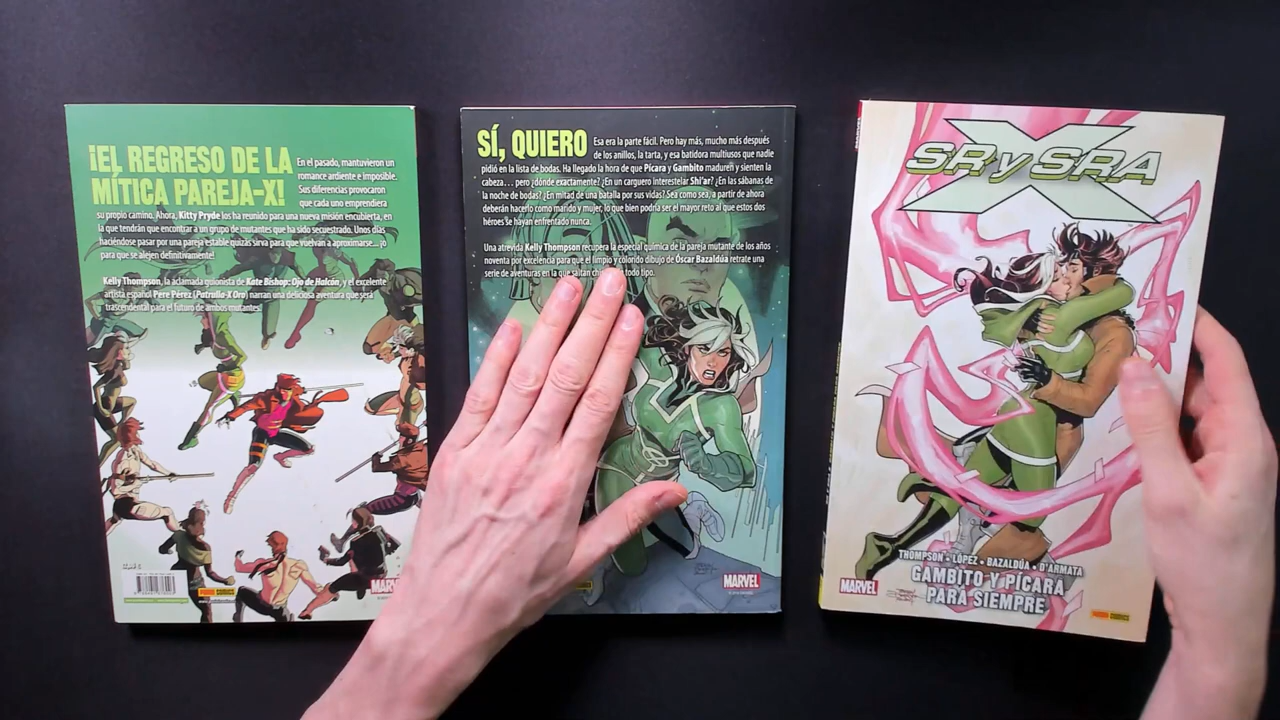 ¡EL REGRESO DE LA
MÍTICA PAREJA-X!
En el pasado, mantuvieron un
romance ardiente e imposible.
Sus diferencias provocaron
que cada uno emprendiera
su propio camino. Ahora, Kitty Pryde los ha reunido para una nueva misión encubierta, en
la que tendrán que encontrar a un grupo de mutantes que ha sido secuestrado. Unos días
haciéndose pasar por una pareja estable quizás sirva para que vuelvan a aproximarse... ¡o
para que se alejen definitivamente!
Kelly Thompson, la aclamada guionista de Kate Bishop: Ojo de Halcón, y el excelente
artista español Pere Pérez (Patrulla-X Oro) narran una deliciosa aventura que será
trascendental para el futuro de ambos mutantes.
PANINI COMICS
MARVEL
SÍ, QUIERO
Esa era la parte fácil. Pero hay más, mucho más después
de los anillos, la tarta, y esa batidora multiusos que nadie
pidió en la lista de bodas. Ha llegado la hora de que Pícara y Gambito maduren y sienten la
cabeza... pero ¿dónde exactamente? ¿En un carguero interestelar Shi'ar? ¿En las sábanas de
la noche de bodas? ¿En mitad de una batalla por sus vidas? Sea como sea, a partir de ahora
deberán hacerlo como marido y mujer, lo que bien podría ser el mayor reto al que estos dos
héroes se hayan enfrentado nunca.
Una atrevida Kelly Thompson recupera la especial química de la pareja mutante de los años
noventa por excelencia para que el limpio y colorido dibujo de Óscar Bazaldúa retrate una
serie de aventuras en la que saltan de todo tipo.
MARVEL
SR y SRA
X
THOMPSON • LÓPEZ • BAZALDÚA • D'ARMATA
GAMBITO Y PÍCARA
PARA SIEMPRE
MARVEL
PANINI COMICS